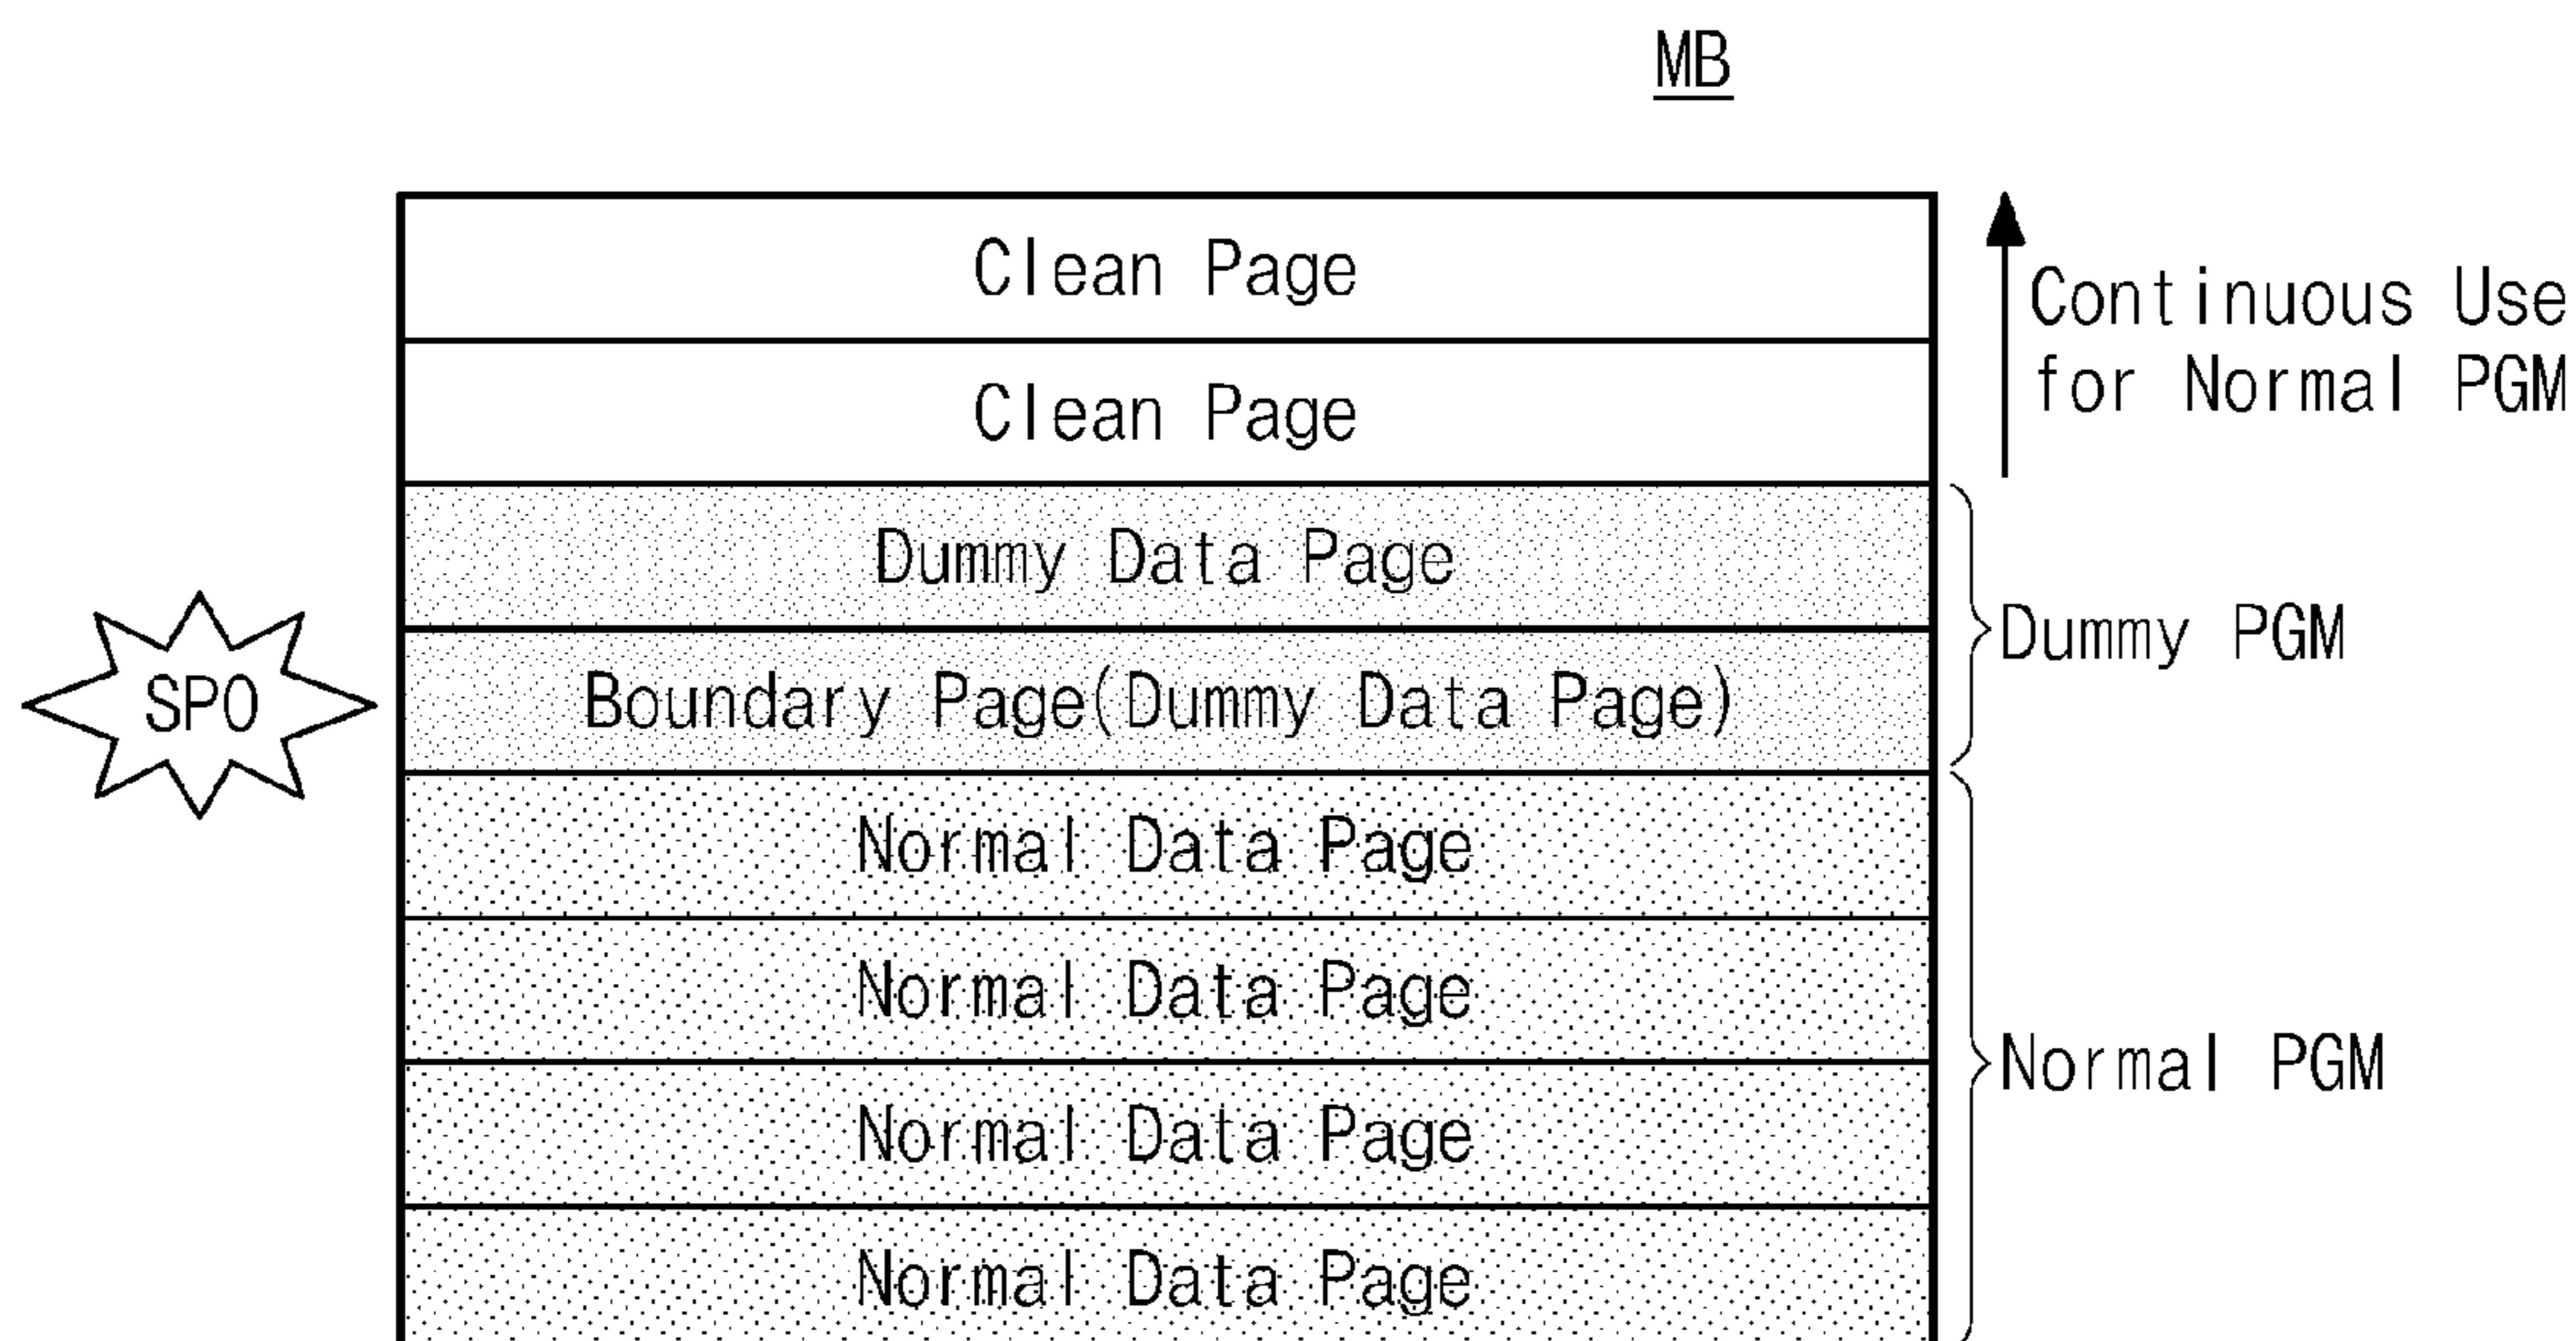 MB
Clean Page
Continuous Use
for Normal PGM
Clean Page
Dummy Data Page
Dummy PGM
SPO
Boundary Page(Dummy Data Page)
Normal Data Page
Normal Data Page
Normal PGM
Normal Data Page
Normal Data Page